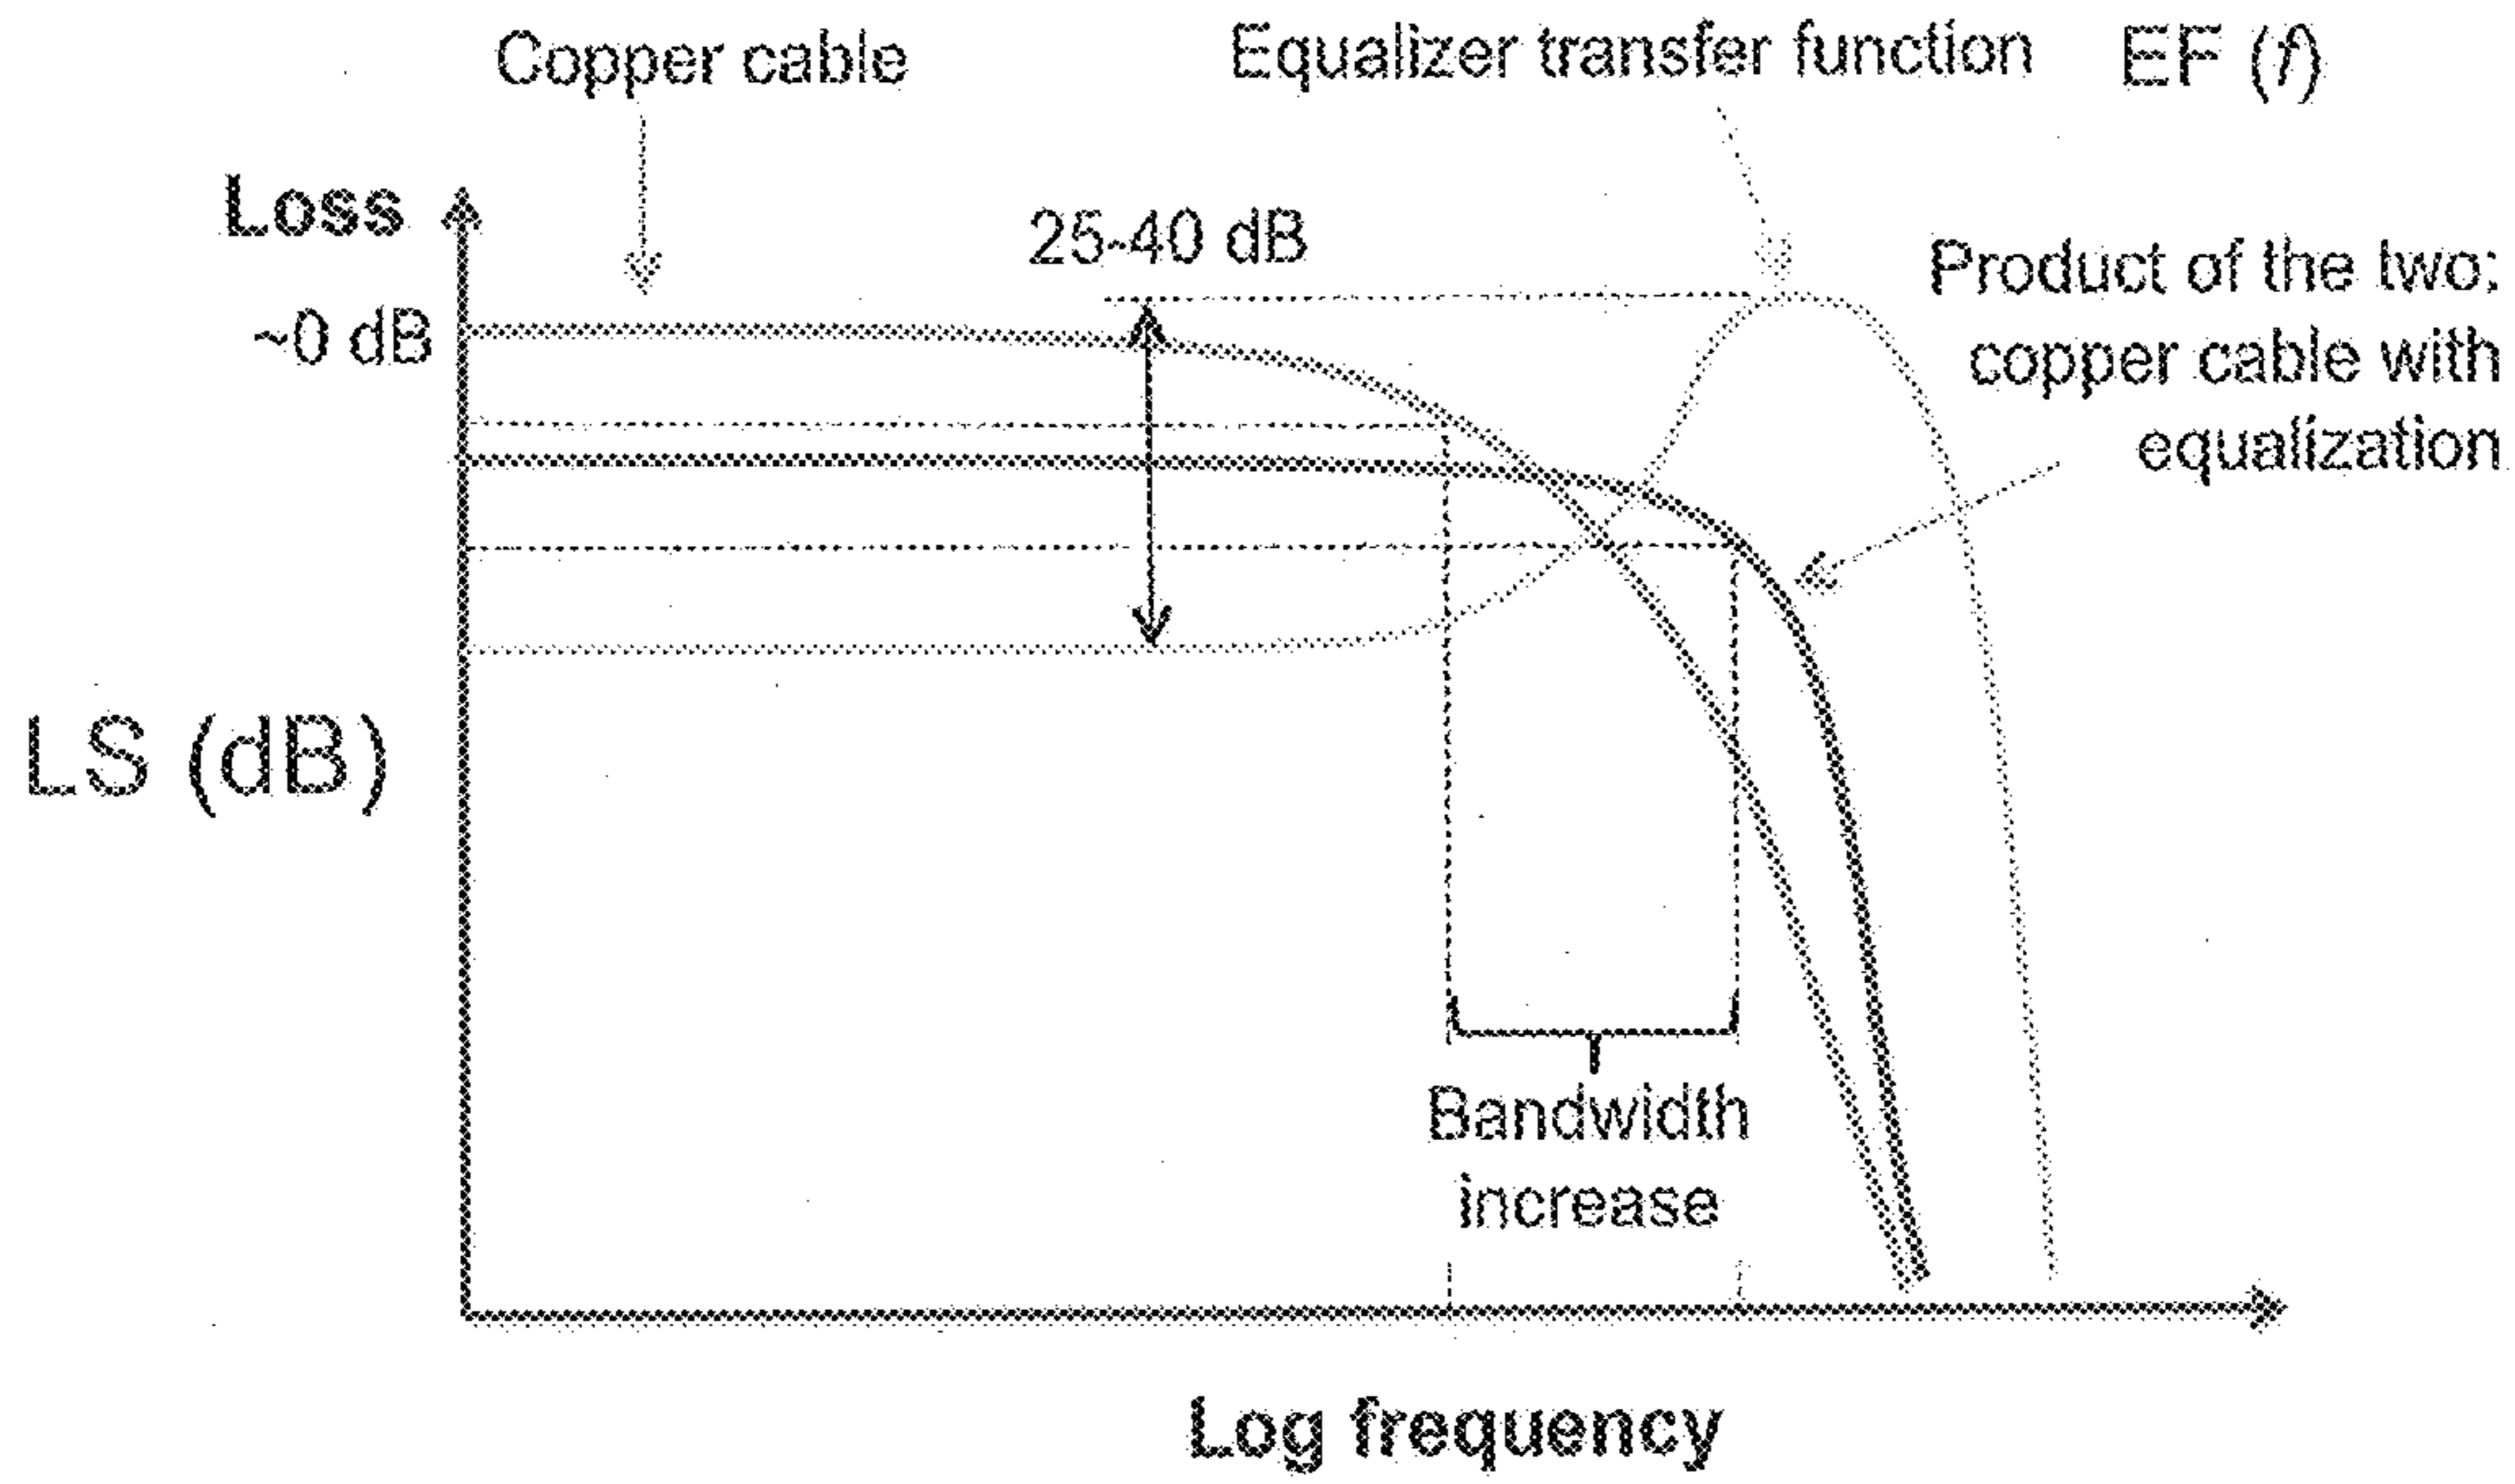 Copper cable
Equalizer transfer function EF (f)
Loss
25-40 dB
~0 dB
Product of the two:
copper cable with
equalization
LS (dB)
Bandwidth
increase
Log frequency